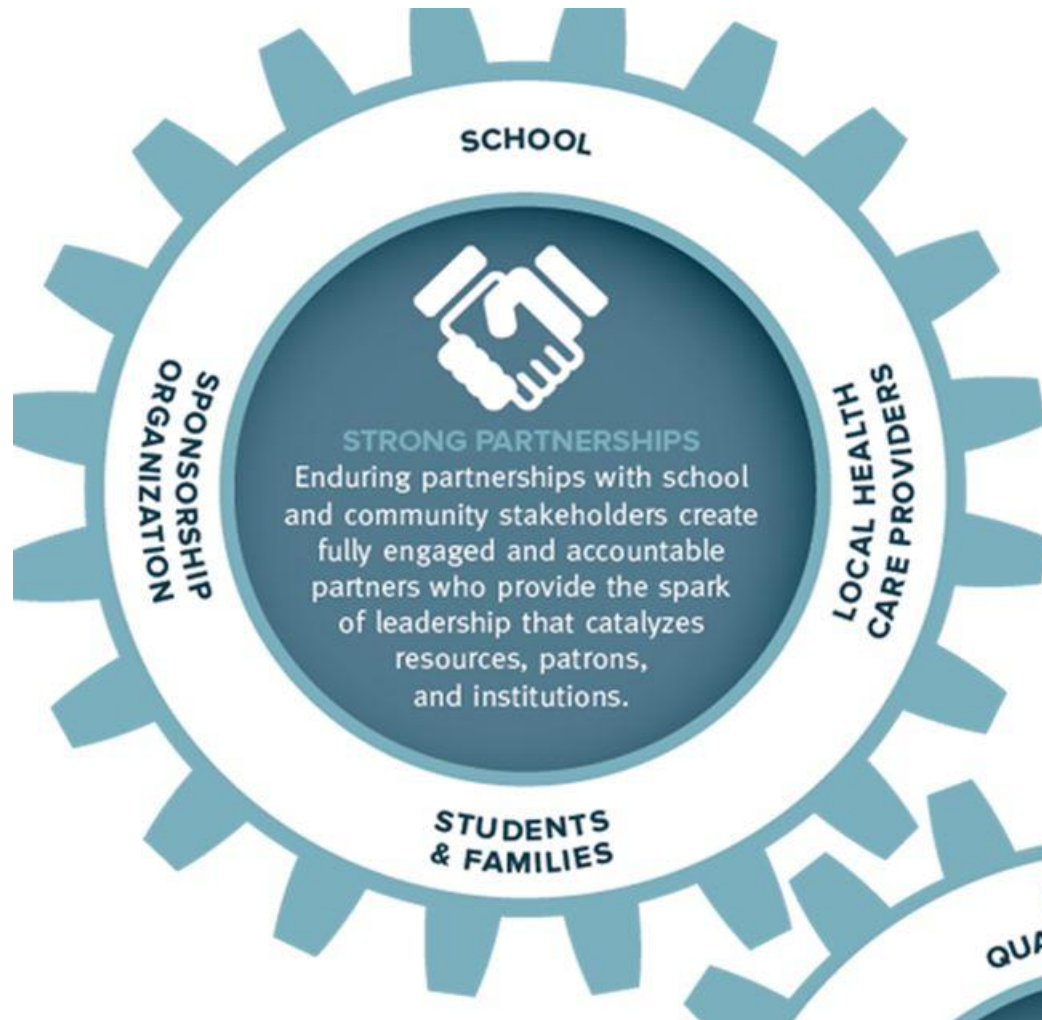 SCHOOL
SPONSORSHIP
ORGANIZATION
STRONG PARTNERSHIPS
Enduring partnerships with school
and community stakeholders create
fully engaged and accountable
partners who provide the spark
of leadership that catalyzes
resources, patrons,
and institutions.
LOCAL HEALTH
CARE PROVIDERS
STUDENTS
& FAMILIES